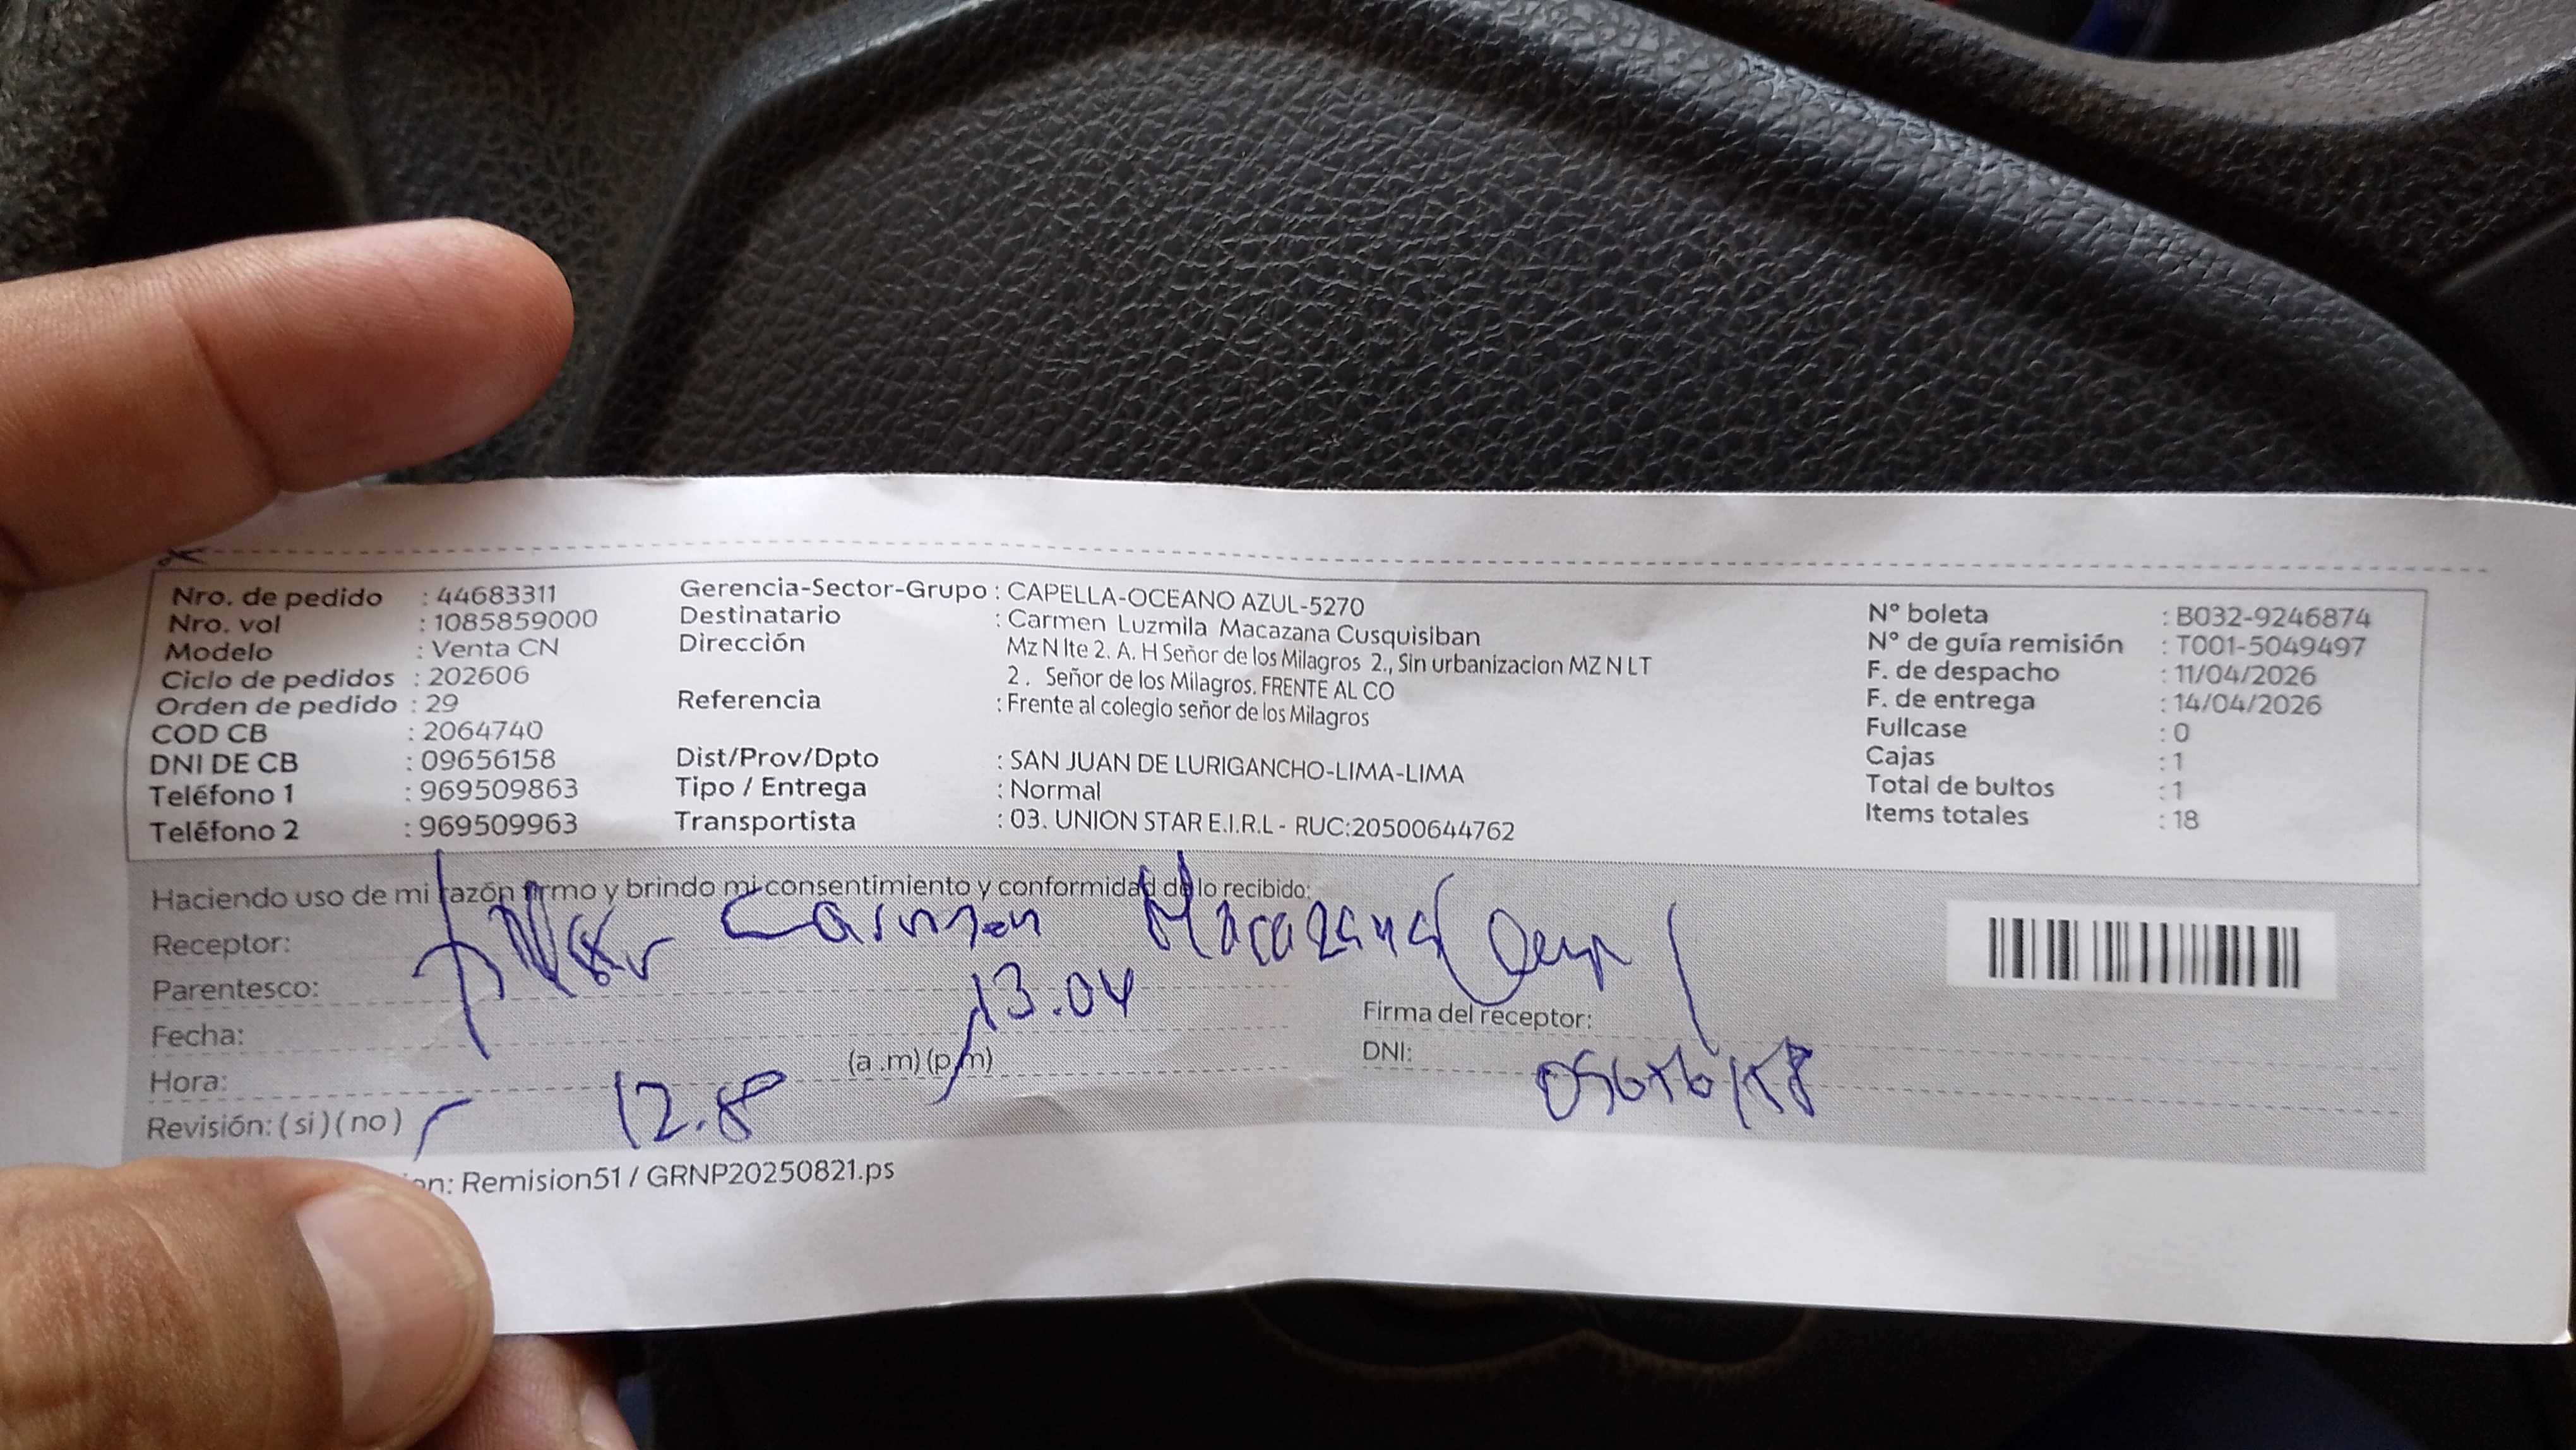 Nro. de pedido : 44683311
Nro. vol : 1085859000
Modelo : Venta CN
Ciclo de pedidos : 202606
Orden de pedido : 29
COD CB : 2064740
DNI DE CB : 09656158
Teléfono 1 : 969509863
Teléfono 2 : 969509963
Gerencia-Sector-Grupo : CAPELLA-OCEANO AZUL-5270
Destinatario : Carmen Luzmila Macazana Cusquisiban
Dirección Mz N lte 2. A. H Señor de los Milagros 2., Sin urbanizacion MZ N LT
2 . Señor de los Milagros. FRENTE AL CO
Referencia : Frente al colegio señor de los Milagros
Dist/Prov/Dpto : SAN JUAN DE LURIGANCHO-LIMA-LIMA
Tipo / Entrega : Normal
Transportista : 03. UNION STAR E.I.R.L - RUC:20500644762
N° boleta : B032-9246874
N° de guía remisión : T001-5049497
F. de despacho : 11/04/2026
F. de entrega : 14/04/2026
Fullcase : 0
Cajas : 1
Total de bultos : 1
Items totales : 18
Haciendo uso de mi razón firmo y brindo mi consentimiento y conformidad de lo recibido:
Receptor: Carmen Macazana
Parentesco:
Fecha: 13.04
Hora: (a .m) (p.m)
Revisión: ( si ) ( no )
Firma del receptor:
DNI:
on: Remision51 / GRNP20250821.ps